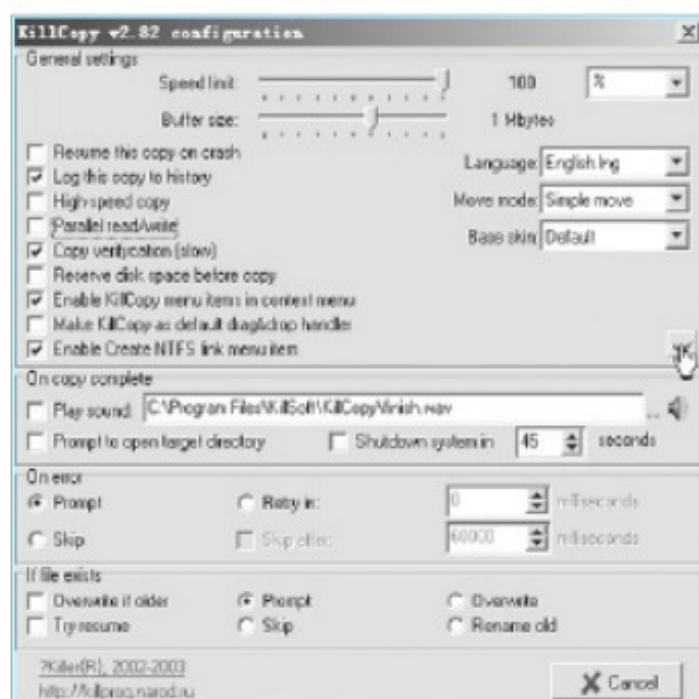 KillCopy v2.82 configuration
General settings
Speed limit: 100 %
Buffer size: 1 Mbytes
Resume this copy on crash
Log this copy to history
High speed copy
Parallel read/write
Copy verifycation (slow)
Reserve disk space before copy
Enable KillCopy menu items in context menu
Make KillCopy as default drag&drop handler
Enable Create NTFS link menu item
Language: English.lng
Move mode: Simple move
Base skin: Default
On copy complete
Play sound: C:\Program Files\KillSoft\KillCopy\finish.wav ..
Prompt to open target directory Shutdown system in 45 seconds
On error
Prompt Retry in: 0 milliseconds
Skip Skip after: 60000 milliseconds
If file exists
Overwrite if older Prompt Overwrite
Try resume Skip Rename old
?Killer{R}, 2002-2003
http://killprog.narod.ru
Cancel